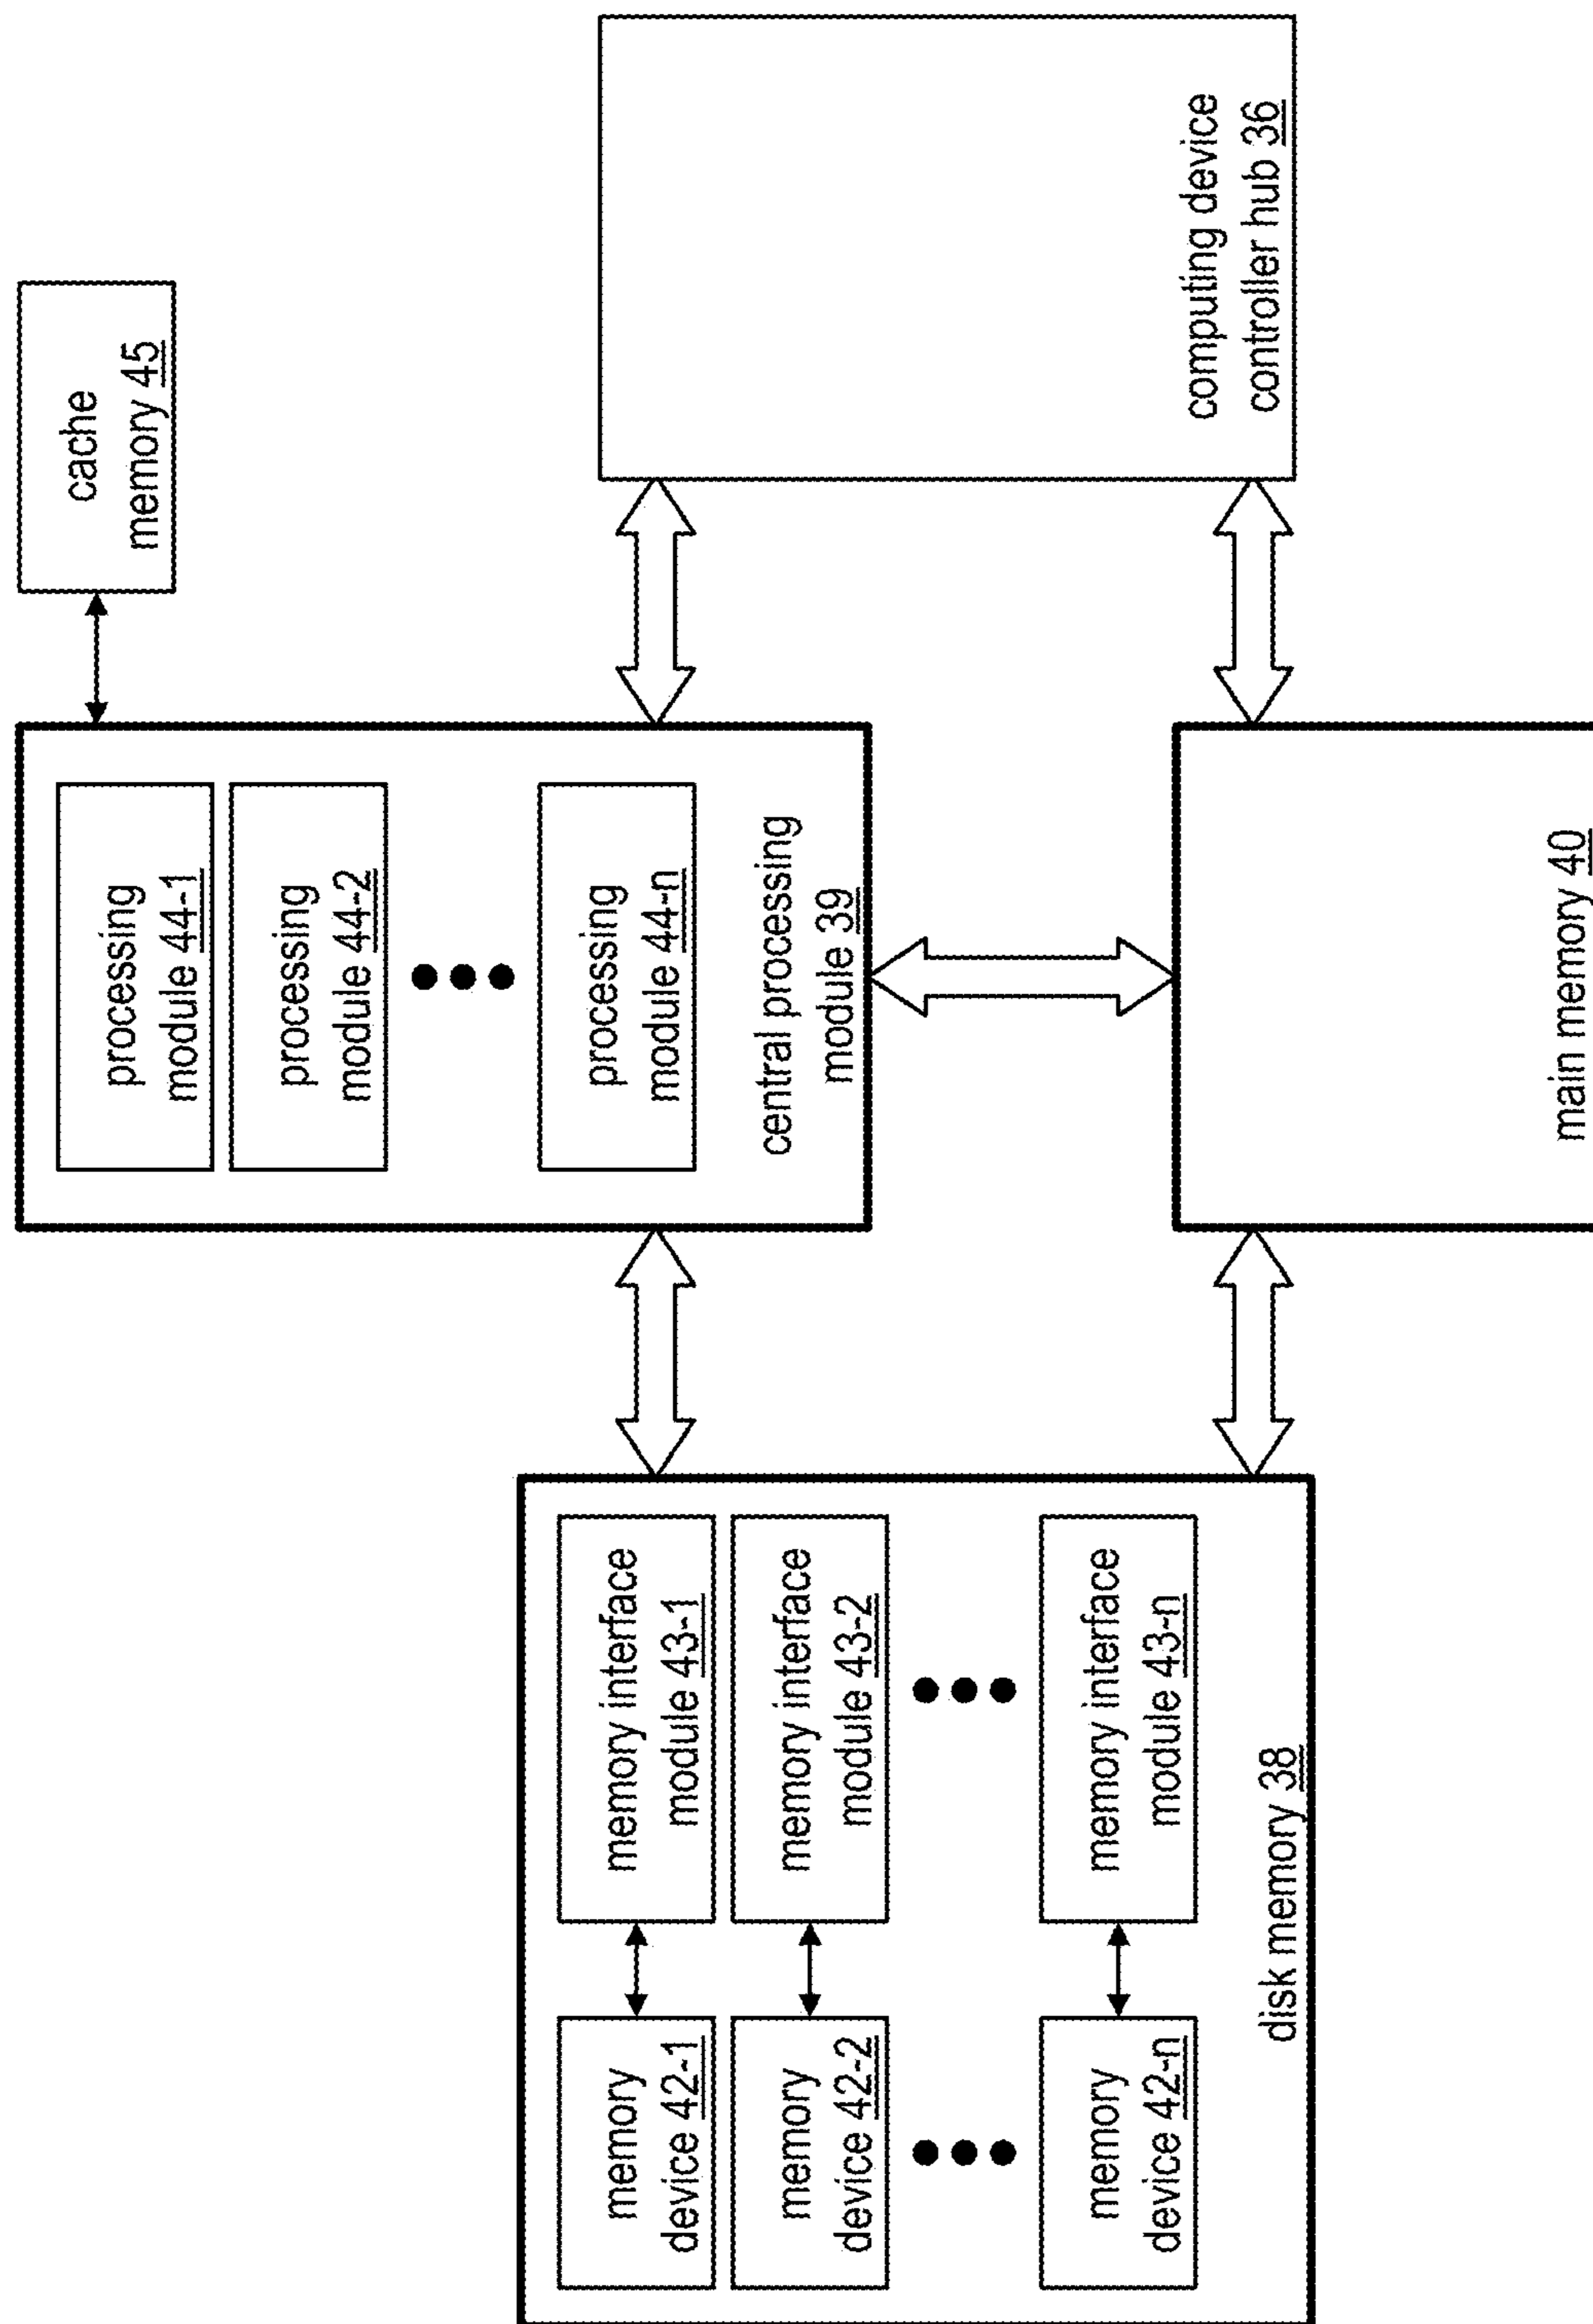 memory
device 42-1
memory interface
module 43-1
memory
device 42-2
memory interface
module 43-2
memory
device 42-n
memory interface
module 43-n
disk memory 38
processing
module 44-1
processing
module 44-2
processing
module 44-n
central processing
module 39
cache
memory 45
main memory 40
computing device
controller hub 36